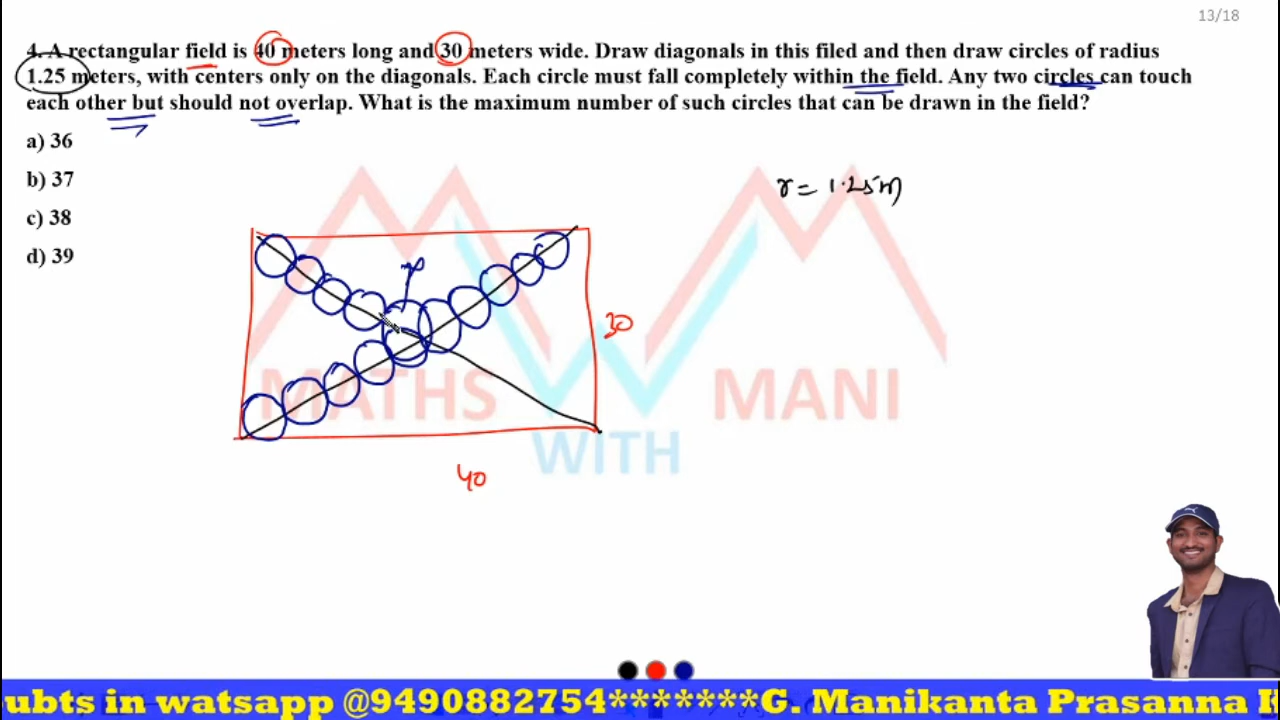 13/18
4. A rectangular field is 40 meters long and 30 meters wide. Draw diagonals in this filed and then draw circles of radius
1.25 meters, with centers only on the diagonals. Each circle must fall completely within the field. Any two circles can touch
each other but should not overlap. What is the maximum number of such circles that can be drawn in the field?
a) 36
b) 37
c) 38
d) 39
r = 1.25m
30
MATHS
MANI
WITH
40
ubts in watsapp @9490882754*******G. Manikanta Prasanna